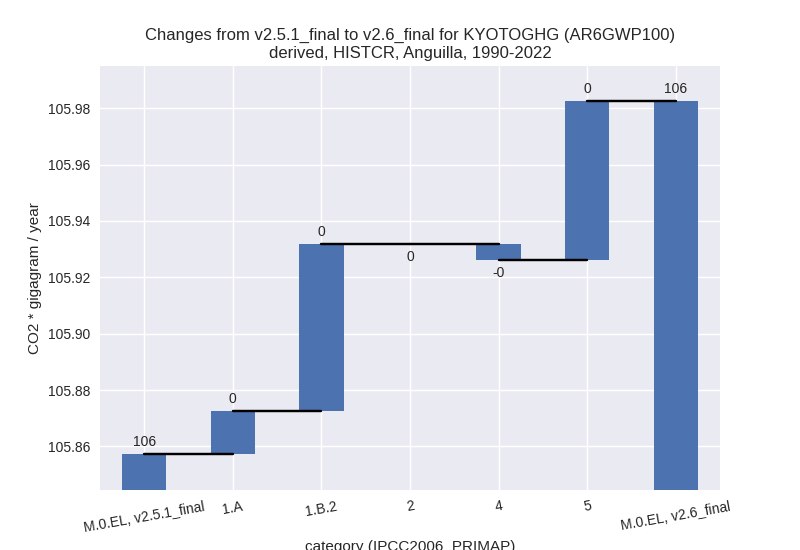 Changes from v2.5.1_final to v2.6_final for KYOTOGHG (AR6GWP100)
derived, HISTCR, Anguilla, 1990-2022
CO2 * gigagram / year
105.98
105.96
105.94
105.92
105.90
105.88
105.86
106
0
0
0
-0
0
106
M.0.EL, v2.5.1_final
1.A
1.B.2
2
4
5
M.0.EL, v2.6_final
category (IPCC2006_PRIMAP)